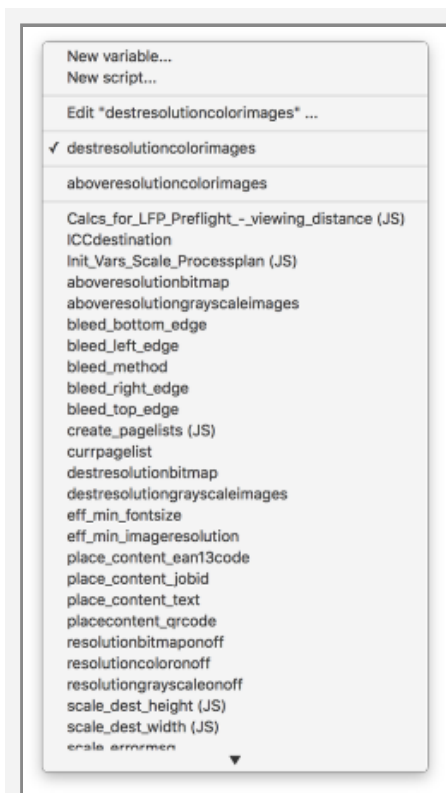 New variable...
New script...
Edit "destresolutioncolorimages" ...
✓ destresolutioncolorimages
aboveresolutioncolorimages
Calcs_for_LFP_Preflight_-_viewing_distance (JS)
ICCdestination
Init_Vars_Scale_Processplan (JS)
aboveresolutionbitmap
aboveresolutiongrayscaleimages
bleed_bottom_edge
bleed_left_edge
bleed_method
bleed_right_edge
bleed_top_edge
create_pagelists (JS)
currpagelist
destresolutionbitmap
destresolutiongrayscaleimages
eff_min_fontsize
eff_min_imageresolution
place_content_ean13code
place_content_jobid
place_content_text
placecontent_qrcode
resolutionbitmaponoff
resolutioncoloronoff
resolutiongrayscaleonoff
scale_dest_height (JS)
scale_dest_width (JS)
scale_errormsg